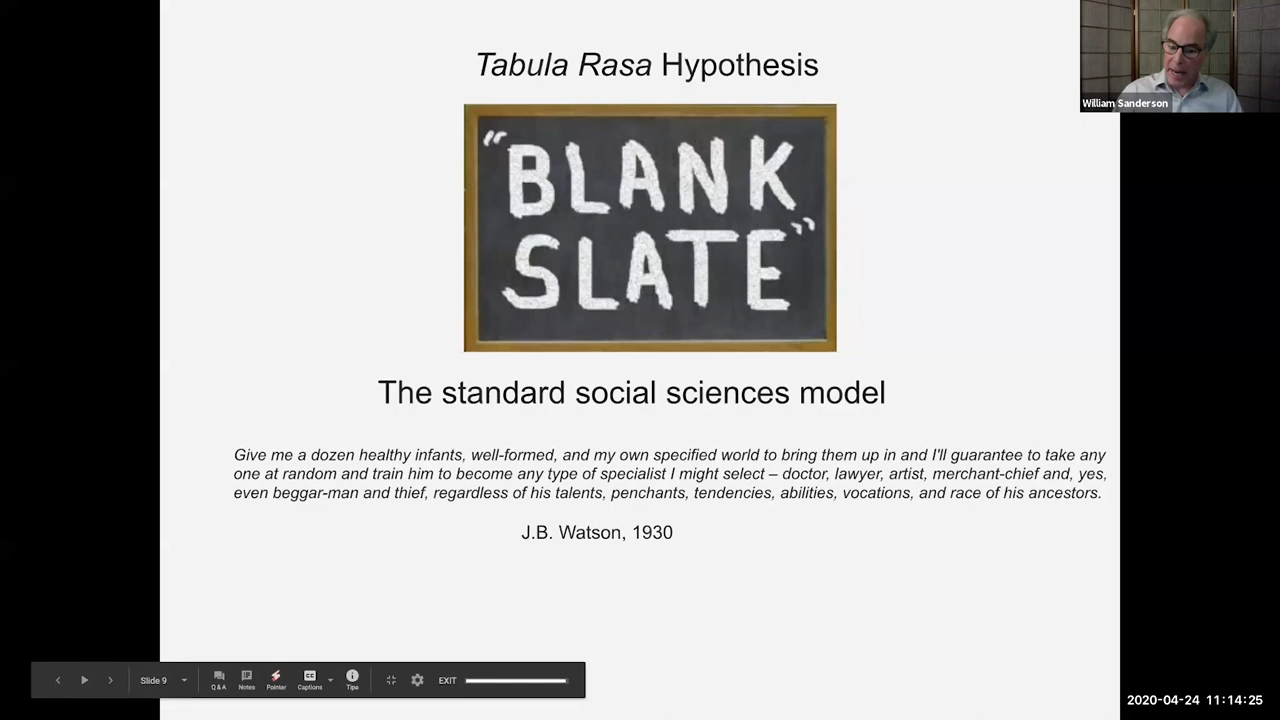 Tabula Rasa Hypothesis
William Sanderson
"BLANK
SLATE"
The standard social sciences model
Give me a dozen healthy infants, well-formed, and my own specified world to bring them up in and I'll guarantee to take any
one at random and train him to become any type of specialist I might select – doctor, lawyer, artist, merchant-chief and, yes,
even beggar-man and thief, regardless of his talents, penchants, tendencies, abilities, vocations, and race of his ancestors.
J.B. Watson, 1930
Slide 9
Q & A
Notes
Pointer
Captions
Tips
EXIT
2020-04-24 11:14:25